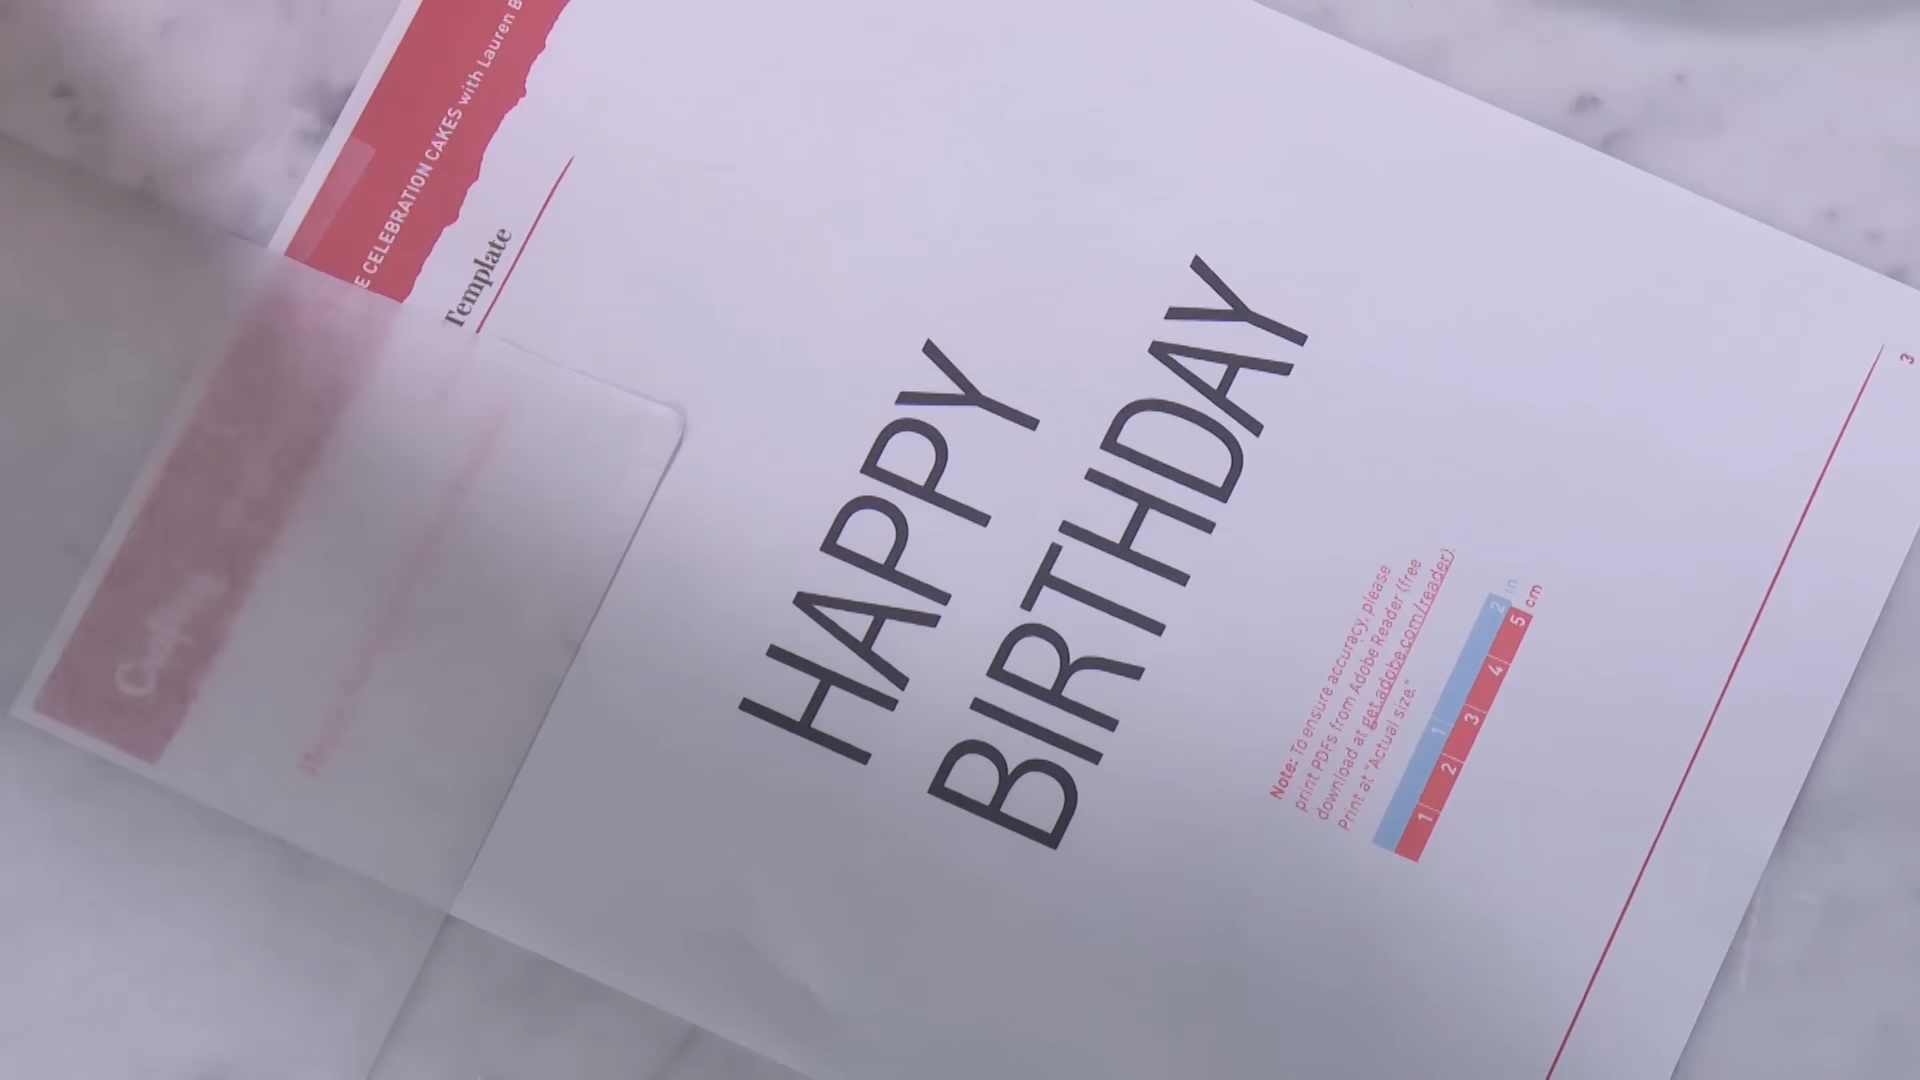 E CELEBRATION CAKES with Lauren B
Template
HAPPY
BIRTHDAY
Note: To ensure accuracy, please
print PDFs from Adobe Reader (free
download at get.adobe.com/reader).
Print at "Actual size."
1 2 in.
1 2 3 4 5 cm
3